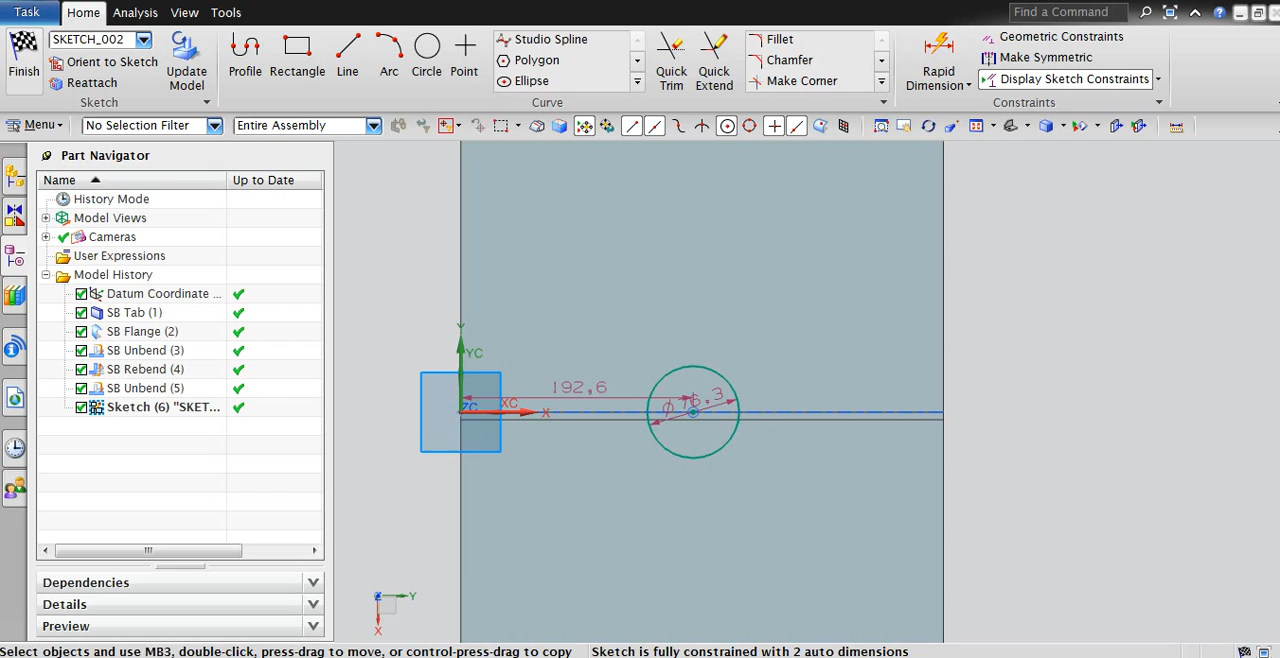 Task Home Analysis View Tools Find a Command
Finish
SKETCH_002
Orient to Sketch
Reattach
Update Model
Sketch
Profile Rectangle Line Arc Circle Point
Studio Spline
Polygon
Ellipse
Quick Trim
Quick Extend
Fillet
Chamfer
Make Corner
Curve
Rapid Dimension
Geometric Constraints
Make Symmetric
Display Sketch Constraints
Constraints
Menu No Selection Filter Entire Assembly
Part Navigator
Name Up to Date
History Mode
Model Views
Cameras
User Expressions
Model History
Datum Coordinate ...
SB Tab (1)
SB Flange (2)
SB Unbend (3)
SB Rebend (4)
SB Unbend (5)
Sketch (6) "SKET...
Dependencies
Details
Preview
Y
YC
ZC
XC
X
192,6
Y
X
Select objects and use MB3, double-click, press-drag to move, or control-press-drag to copy Sketch is fully constrained with 2 auto dimensions